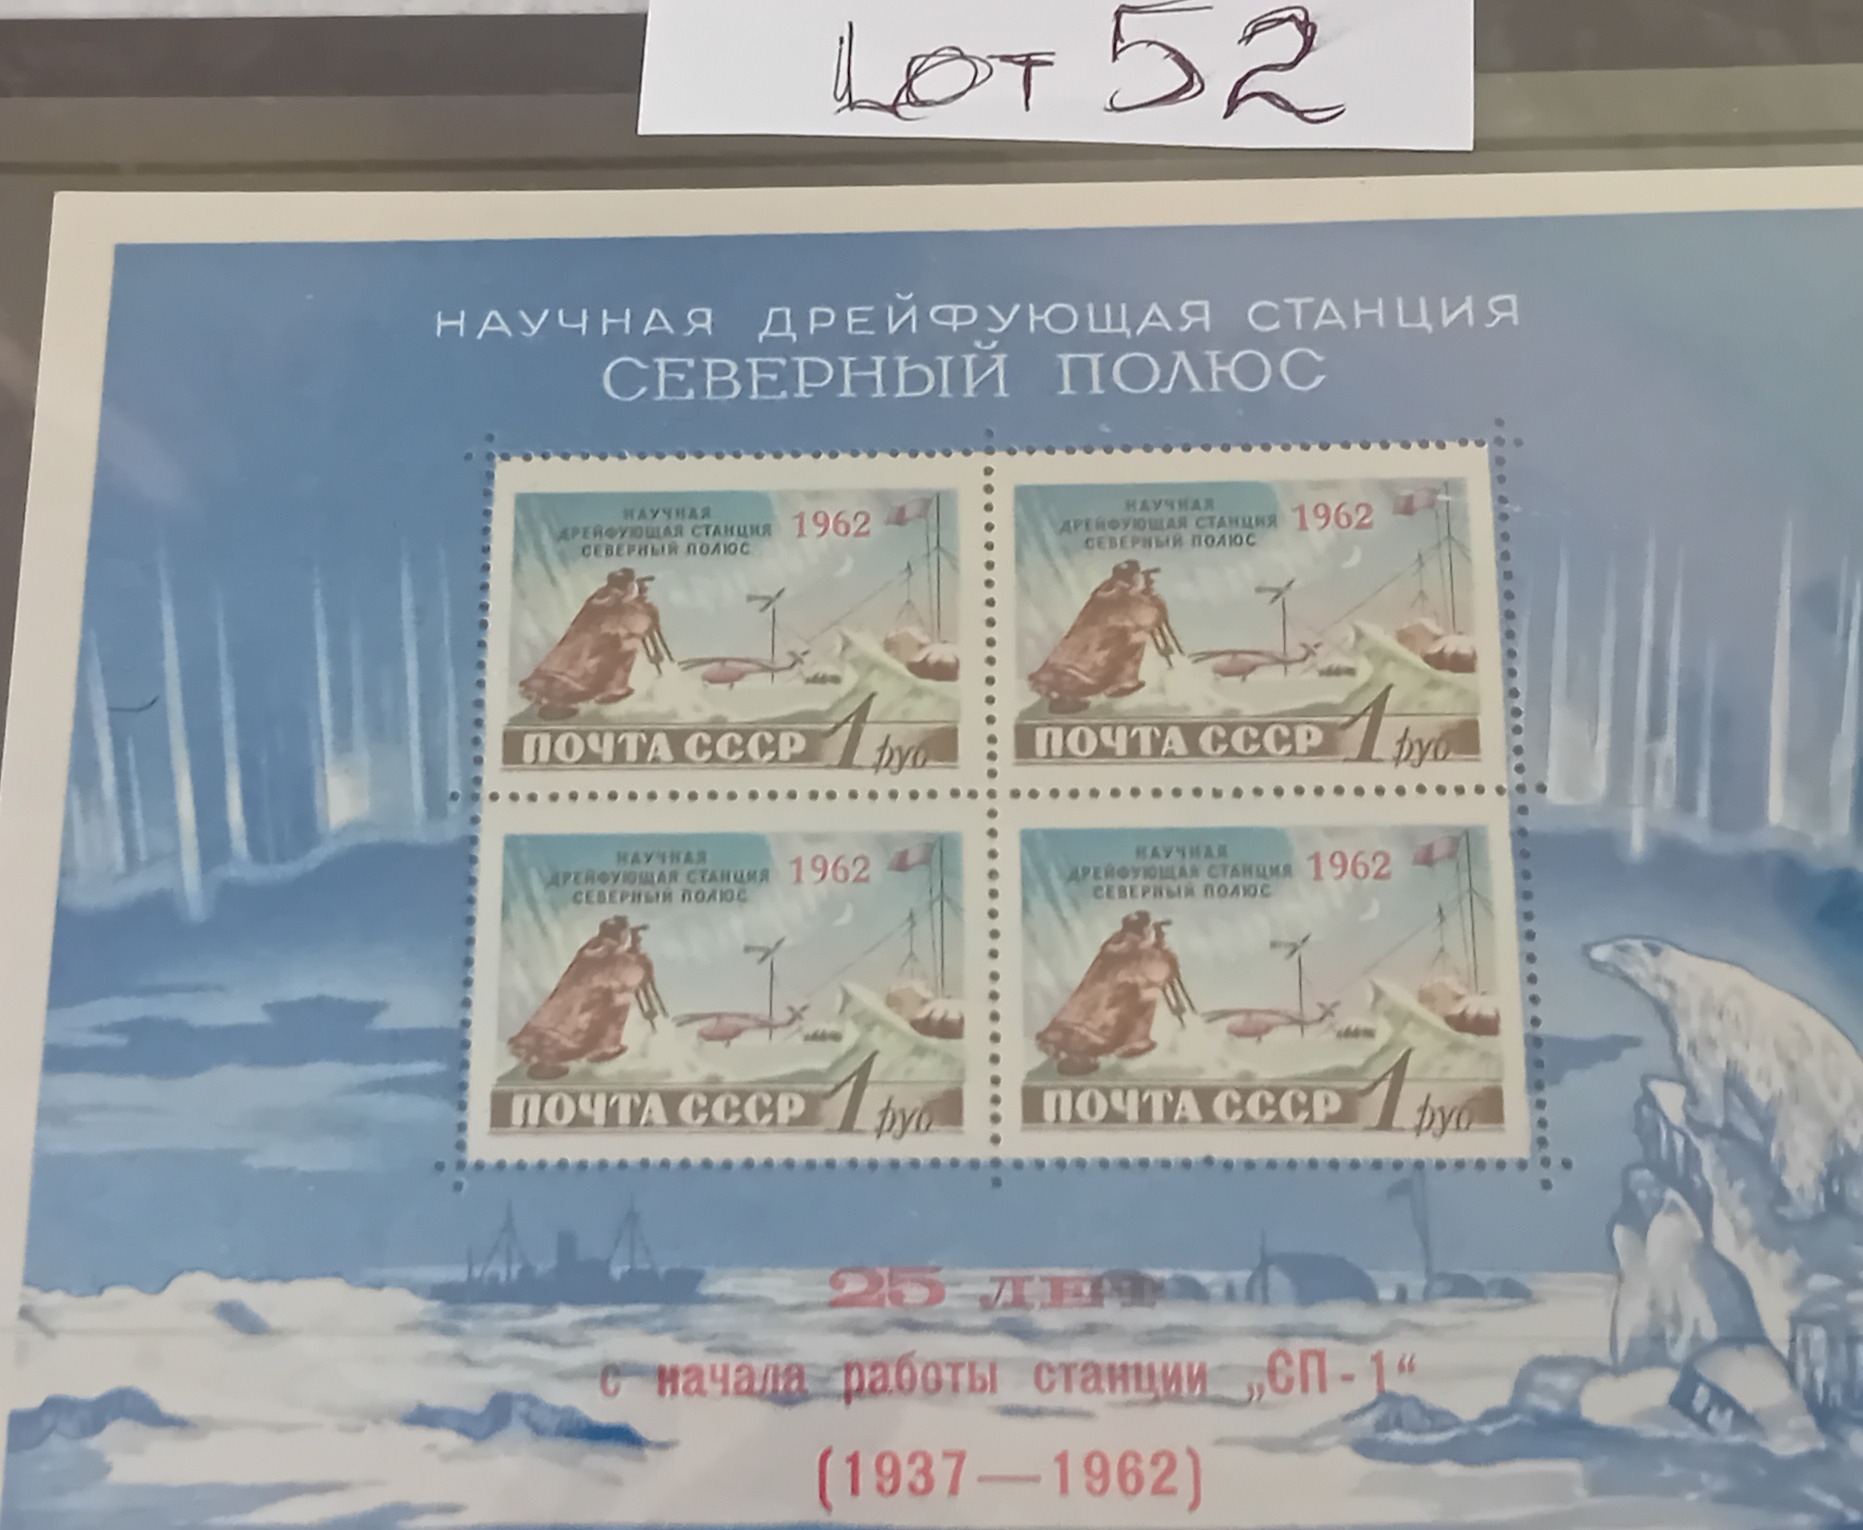 LOT 52
НАУЧНАЯ ДРЕЙФУЮЩАЯ СТАНЦИЯ
СЕВЕРНЫЙ ПОЛЮС
НАУЧНАЯ
ДРЕЙФУЮЩАЯ СТАНЦИЯ
СЕВЕРНЫЙ ПОЛЮС
1962
ПОЧТА СССР 1 руб
НАУЧНАЯ
ДРЕЙФУЮЩАЯ СТАНЦИЯ
СЕВЕРНЫЙ ПОЛЮС
1962
ПОЧТА СССР 1 руб
НАУЧНАЯ
ДРЕЙФУЮЩАЯ СТАНЦИЯ
СЕВЕРНЫЙ ПОЛЮС
1962
ПОЧТА СССР 1 руб
НАУЧНАЯ
ДРЕЙФУЮЩАЯ СТАНЦИЯ
СЕВЕРНЫЙ ПОЛЮС
1962
ПОЧТА СССР 1 руб
25 ЛЕТ
с начала работы станции „СП-1“
(1937—1962)